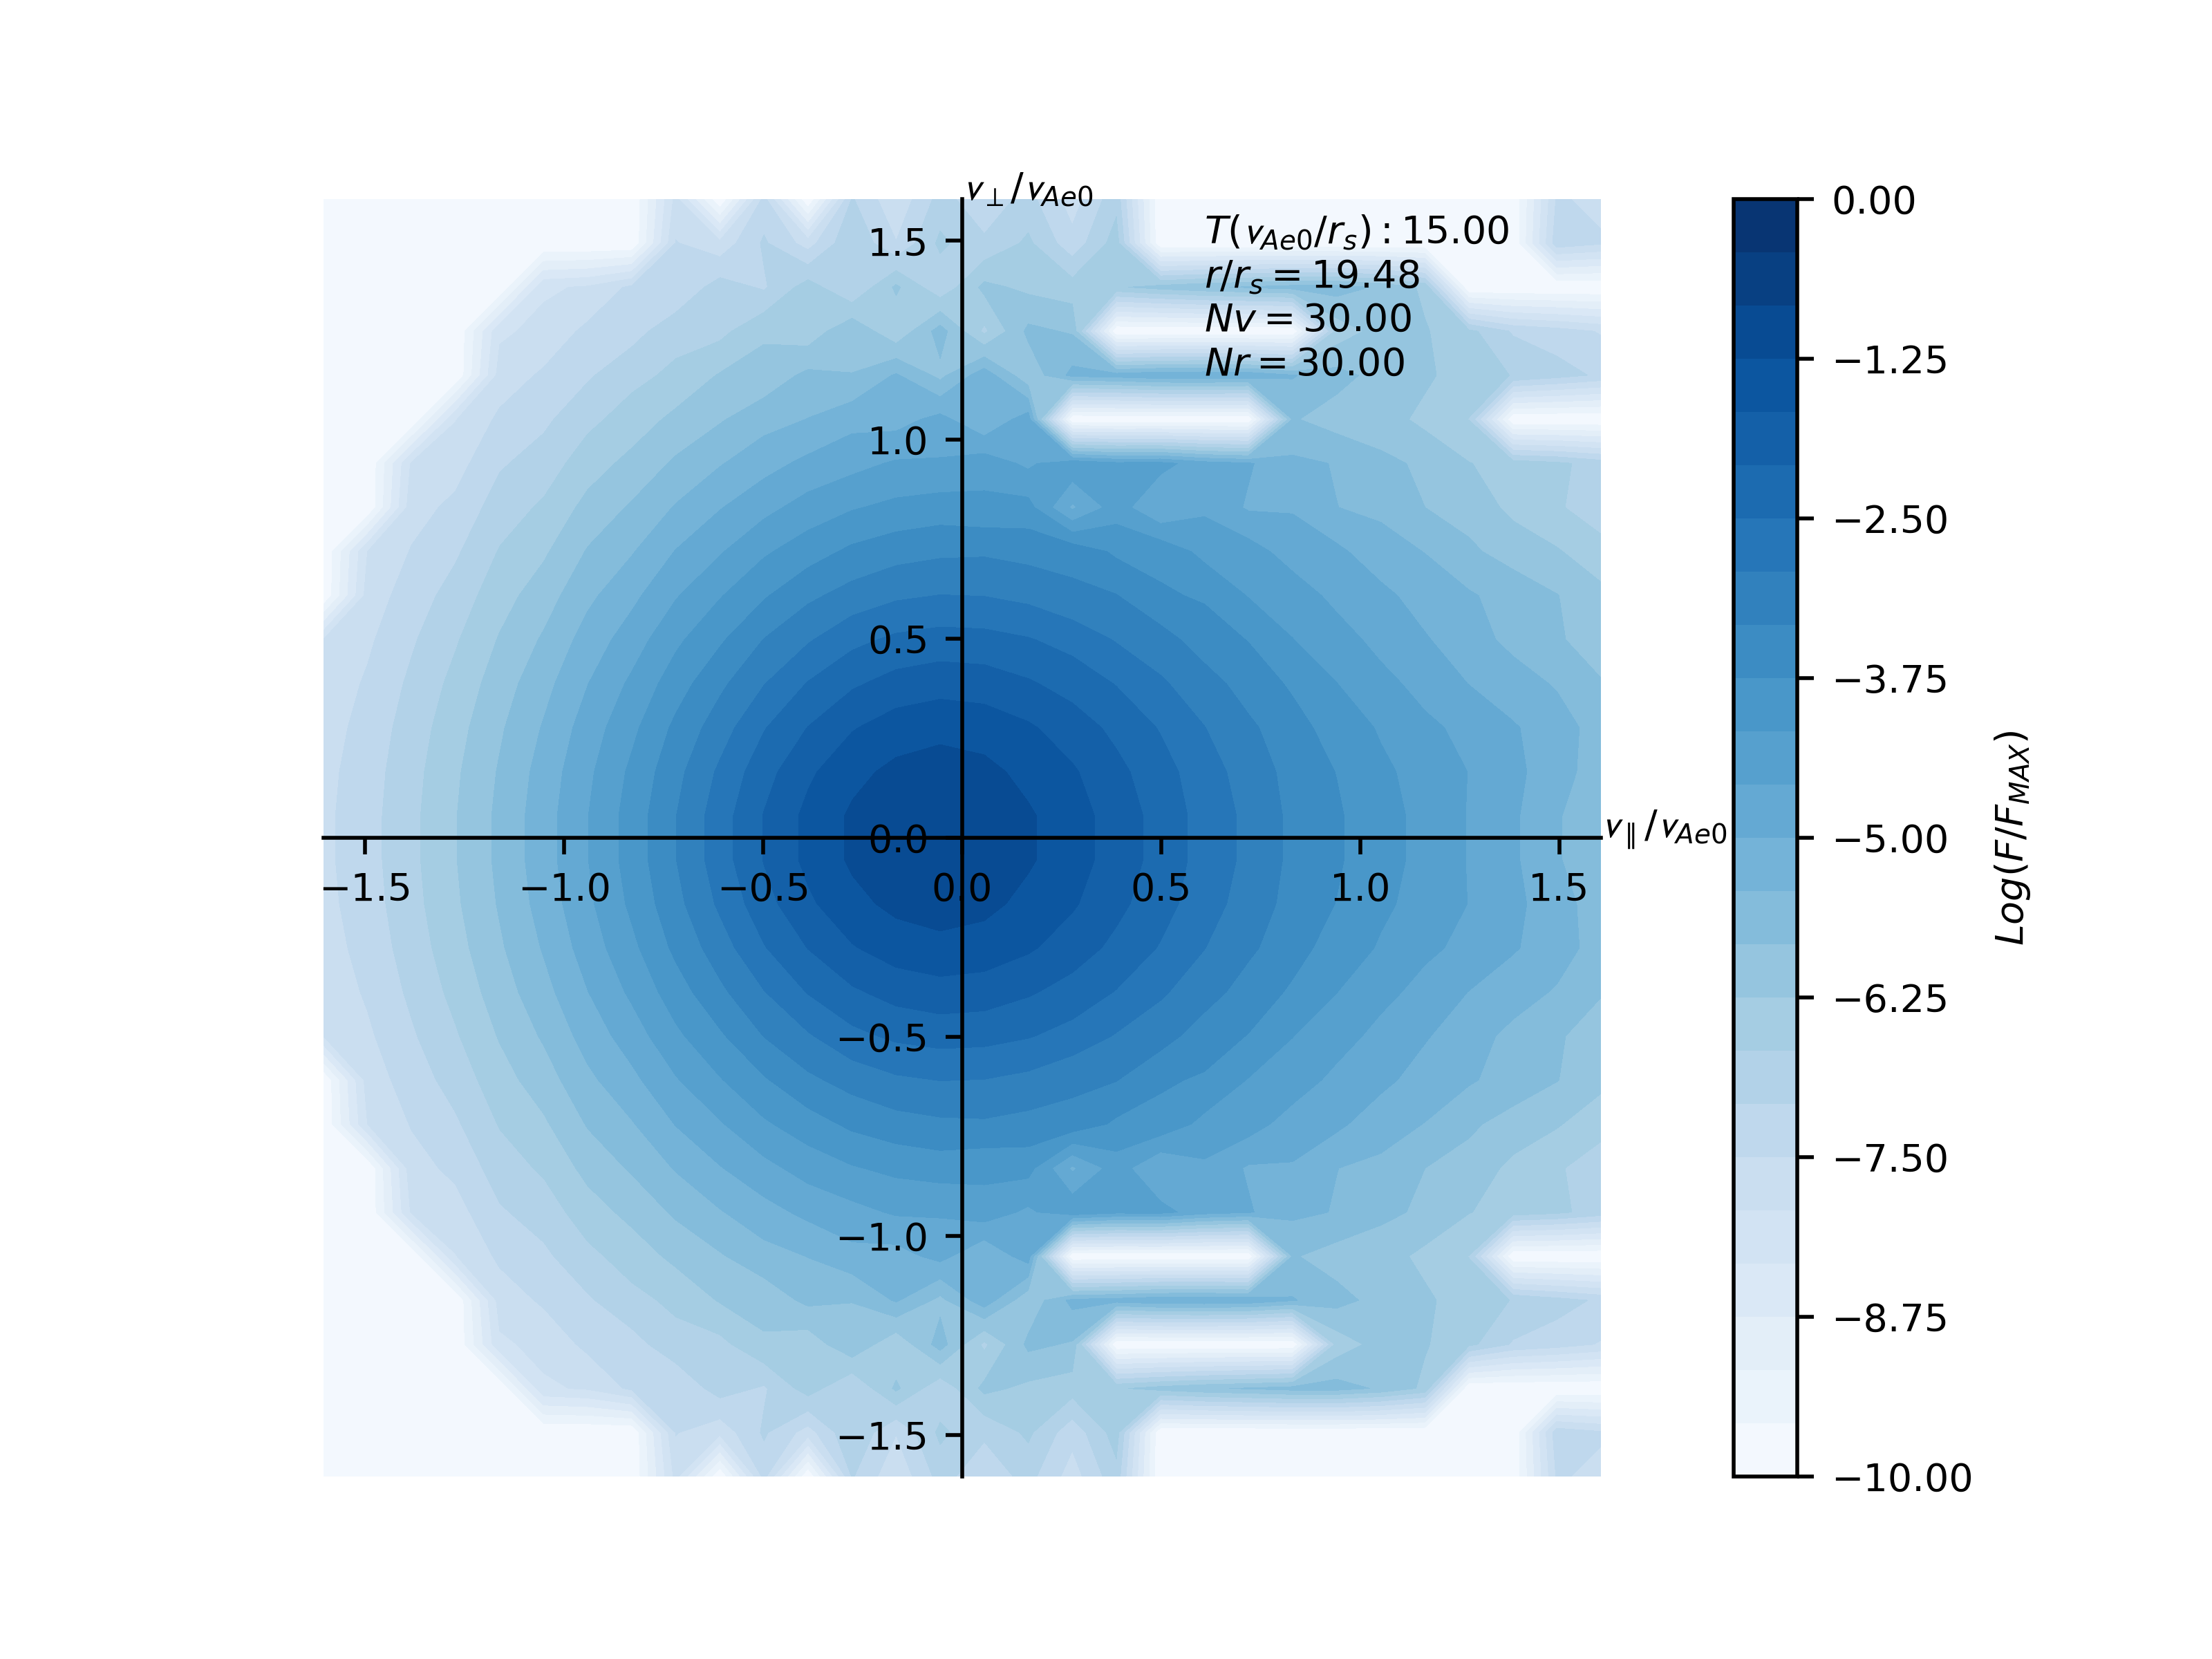 v⊥/vAe0
T(vAe0/rs) : 15.00
r/rs = 19.48
Nv = 30.00
Nr = 30.00
1.5
1.0
0.5
0.0
−0.5
−1.0
−1.5
−1.5 −1.0 −0.5 0.0 0.5 1.0 1.5
v∥/vAe0
0.00
−1.25
−2.50
−3.75
−5.00
−6.25
−7.50
−8.75
−10.00
Log(F/FMAX)